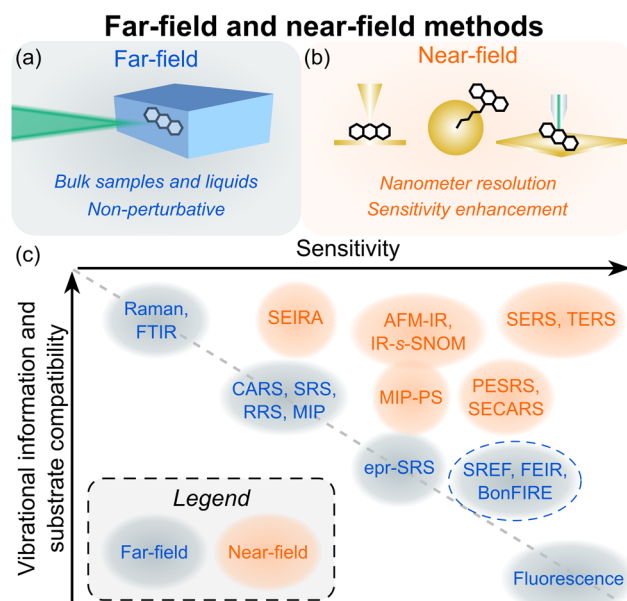 Far-field and near-field methods
(a)
Far-field
Bulk samples and liquids
Non-perturbative
(b)
Near-field
Nanometer resolution
Sensitivity enhancement
(c)
Sensitivity
Vibrational information and
substrate compatibility
Raman,
FTIR
SEIRA
AFM-IR,
IR-s-SNOM
SERS, TERS
CARS, SRS,
RRS, MIP
MIP-PS
PESRS,
SECARS
epr-SRS
SREF, FEIR,
BonFIRE
Fluorescence
Legend
Far-field
Near-field